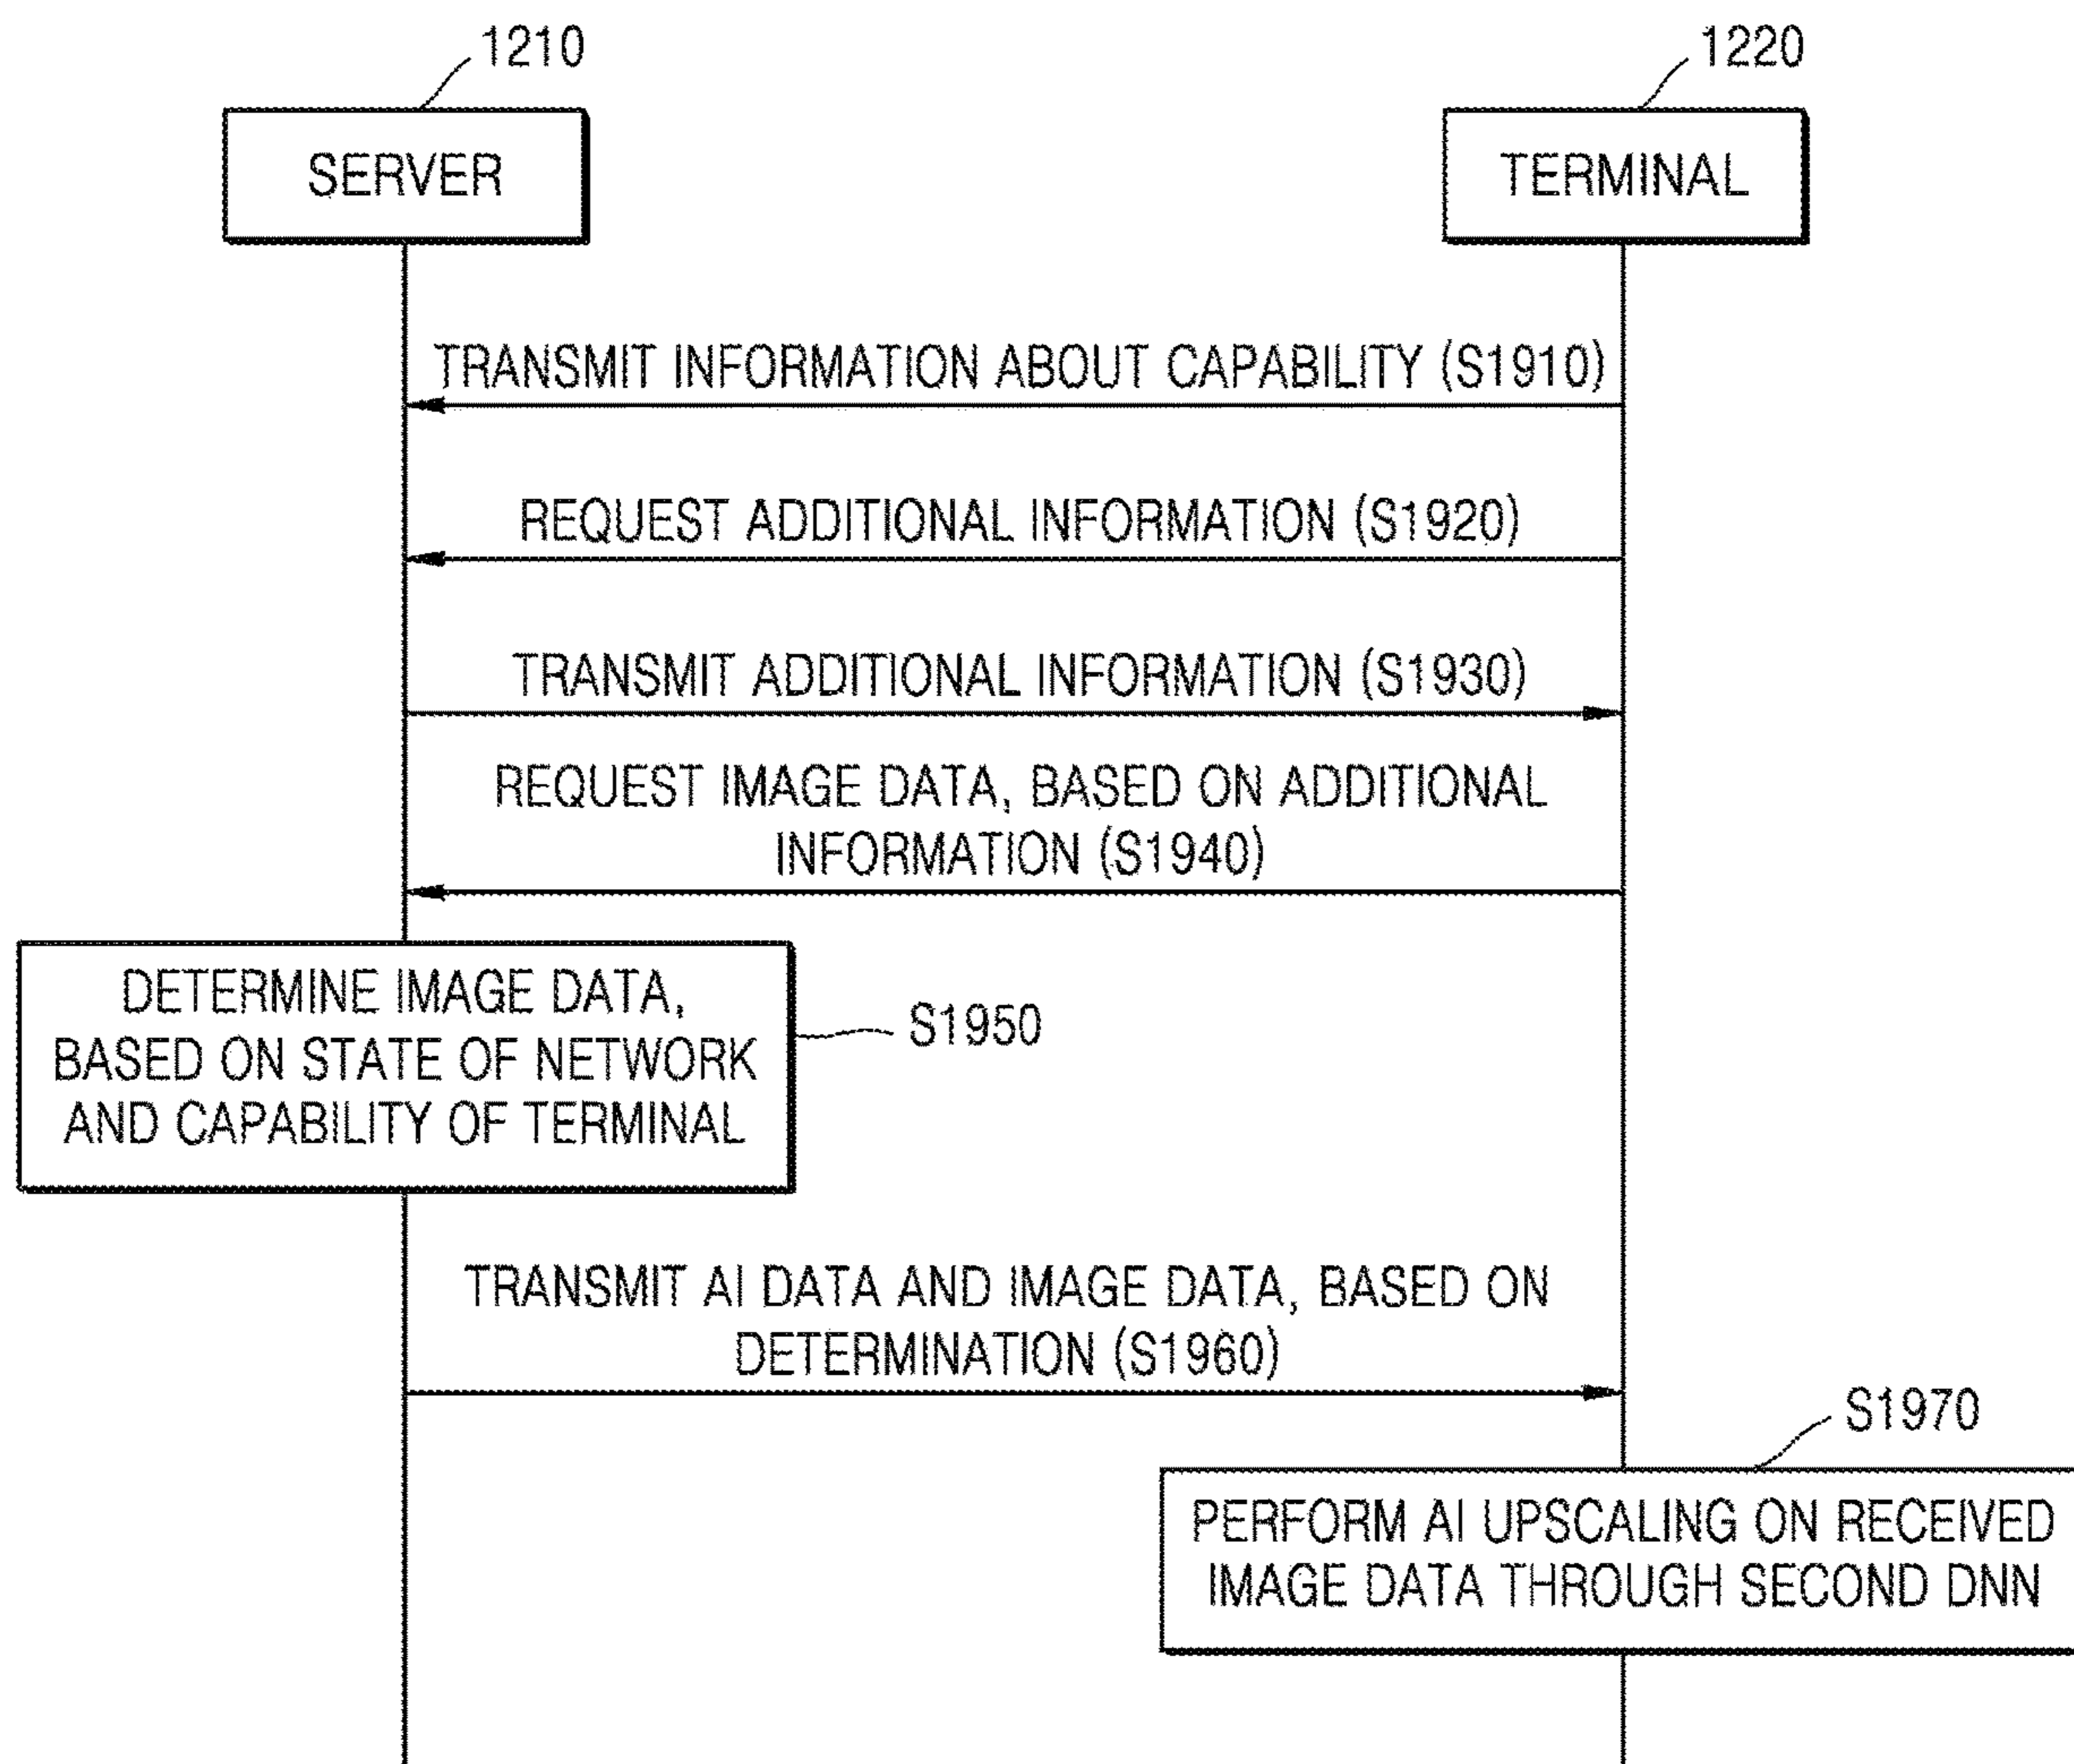 1210
1220
SERVER
TERMINAL
TRANSMIT INFORMATION ABOUT CAPABILITY (S1910)
REQUEST ADDITIONAL INFORMATION (S1920)
TRANSMIT ADDITIONAL INFORMATION (S1930)
REQUEST IMAGE DATA, BASED ON ADDITIONAL
INFORMATION (S1940)
DETERMINE IMAGE DATA,
BASED ON STATE OF NETWORK
AND CAPABILITY OF TERMINAL
S1950
TRANSMIT AI DATA AND IMAGE DATA, BASED ON
DETERMINATION (S1960)
S1970
PERFORM AI UPSCALING ON RECEIVED
IMAGE DATA THROUGH SECOND DNN